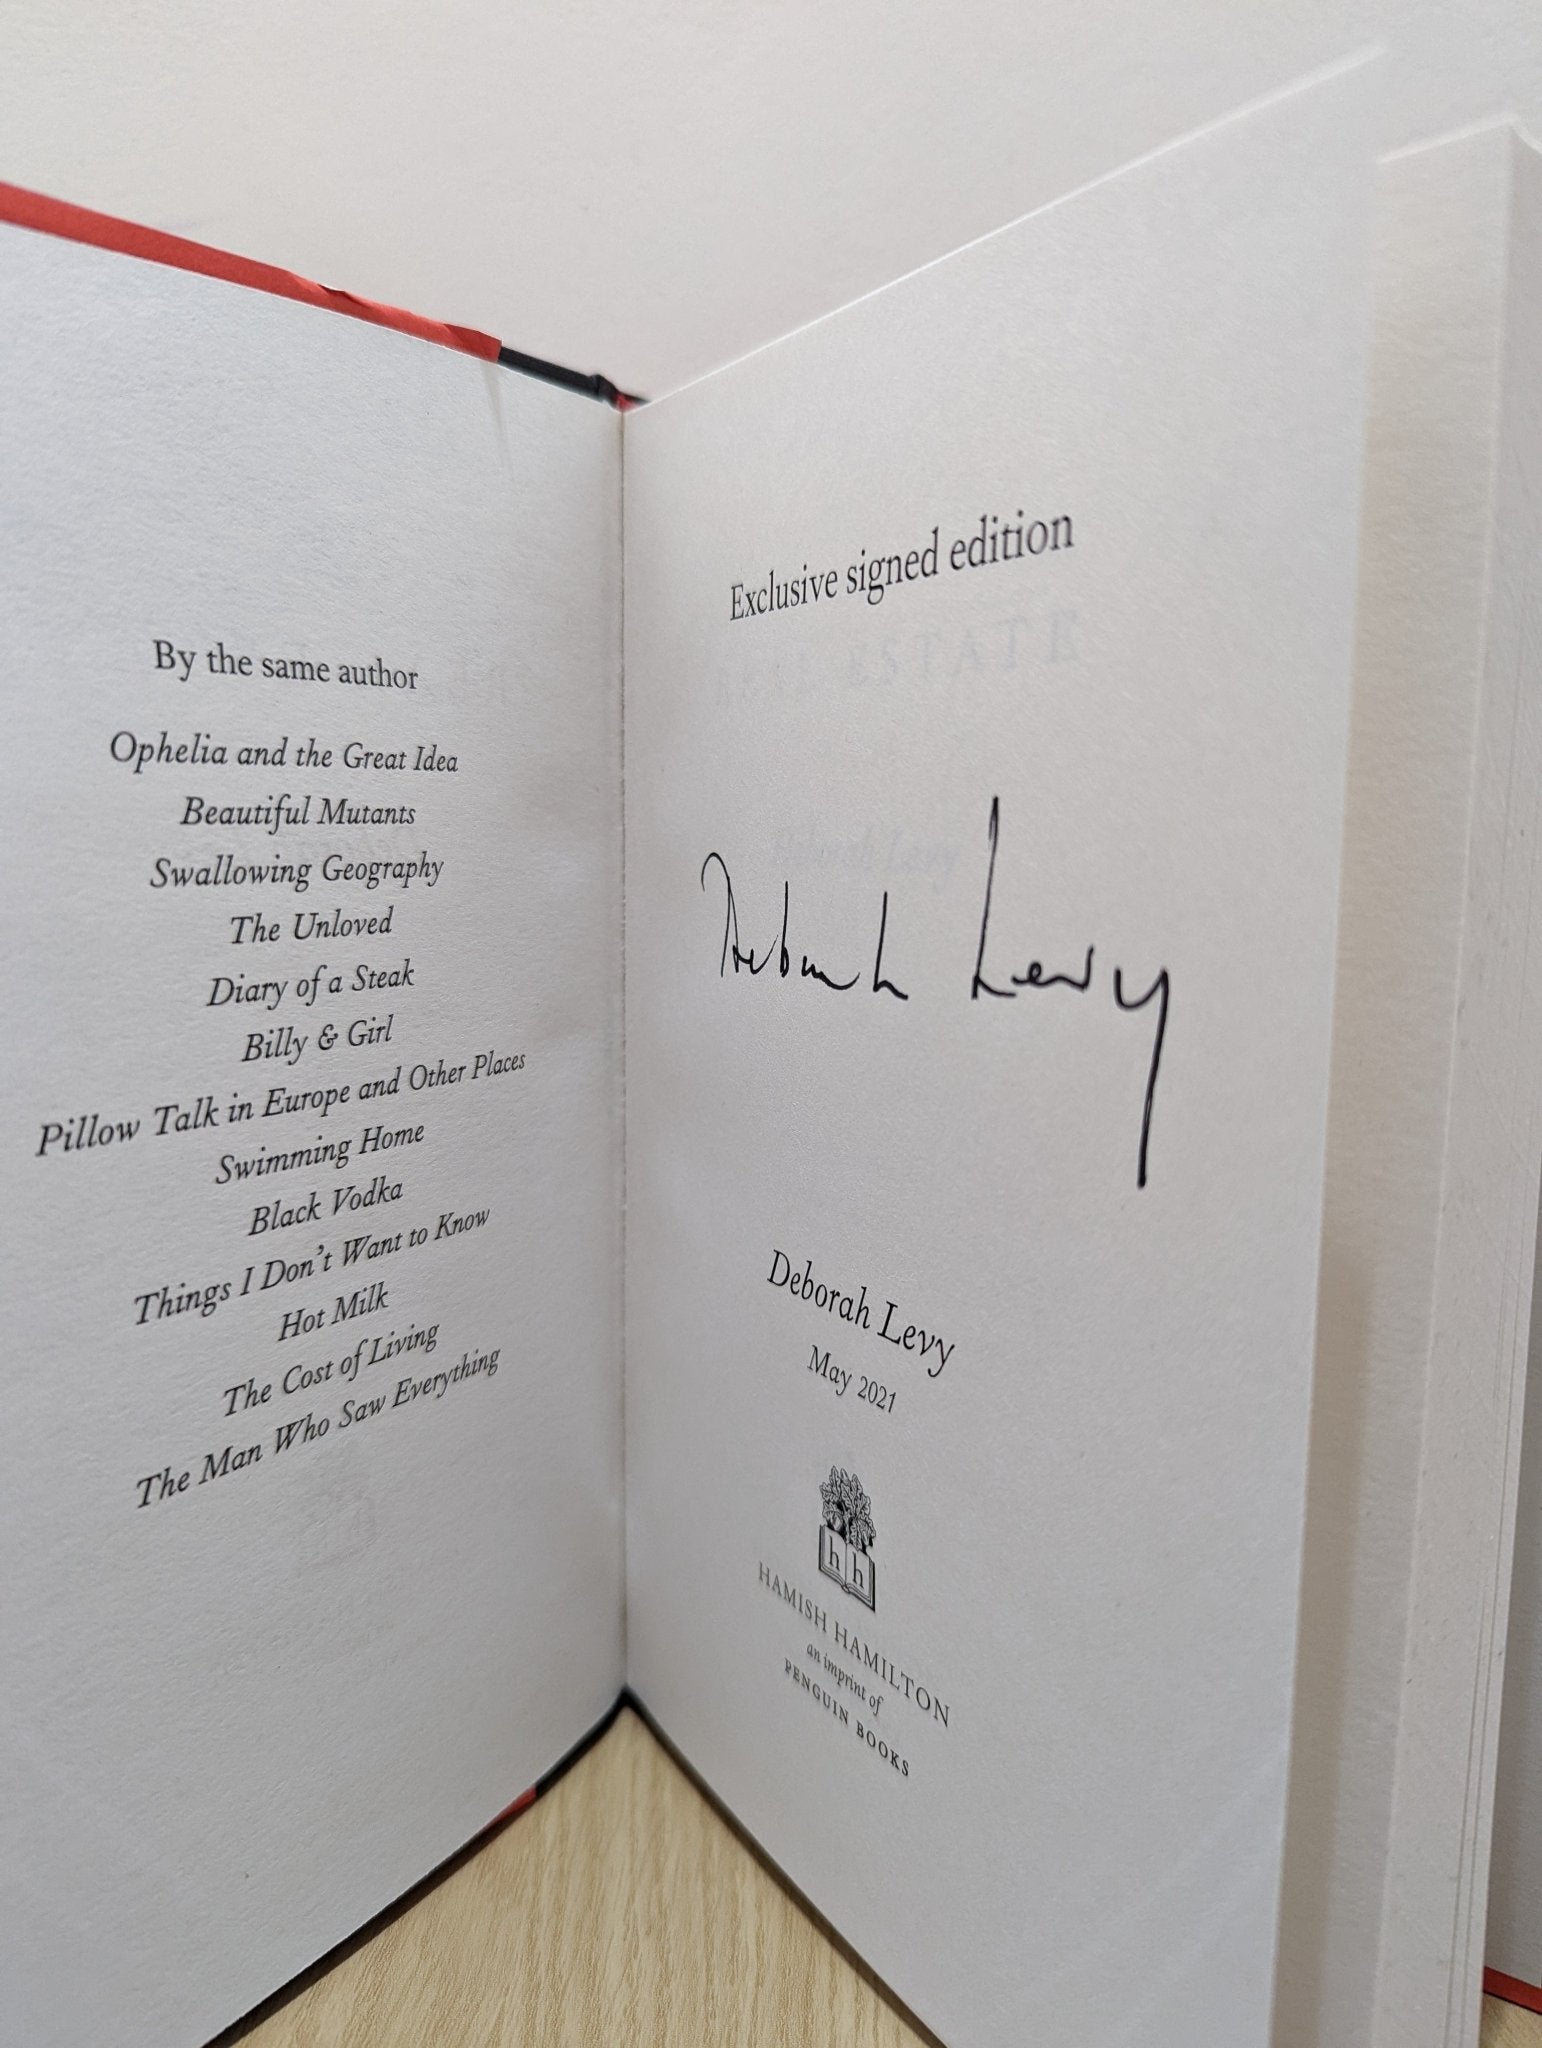 By the same author
Ophelia and the Great Idea
Beautiful Mutants
Swallowing Geography
The Unloved
Diary of a Steak
Billy & Girl
Pillow Talk in Europe and Other Places
Swimming Home
Black Vodka
Things I Don't Want to Know
Hot Milk
The Cost of Living
The Man Who Saw Everything
Exclusive signed edition
ESTATE
Deborah Levy
Deborah Levy
May 2021
h h
HAMISH HAMILTON
an imprint of
PENGUIN BOOKS